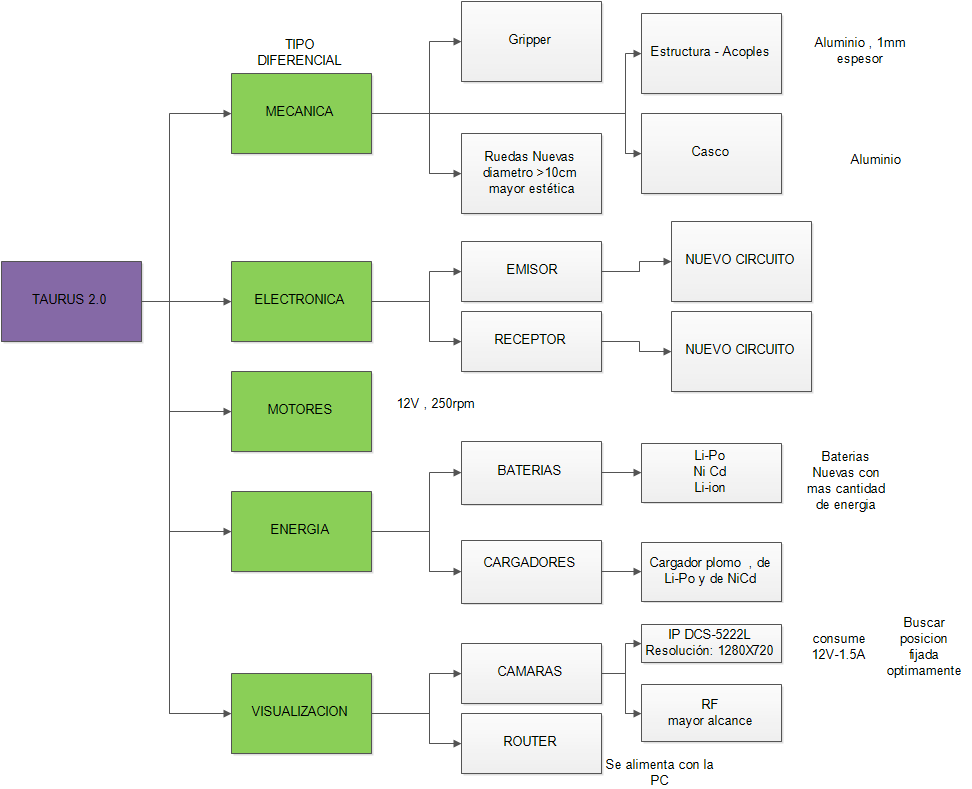 TIPO
DIFERENCIAL
MECANICA
Gripper
Ruedas Nuevas
diametro >10cm
mayor estética
Estructura - Acoples
Aluminio , 1mm
espesor
Casco
Aluminio
TAURUS 2.0
ELECTRONICA
EMISOR
NUEVO CIRCUITO
RECEPTOR
NUEVO CIRCUITO
MOTORES
12V , 250rpm
ENERGIA
BATERIAS
Li-Po
Ni Cd
Li-ion
Baterias
Nuevas con
mas cantidad
de energia
CARGADORES
Cargador plomo , de
Li-Po y de NiCd
VISUALIZACION
CAMARAS
IP DCS-5222L
Resolución: 1280X720
consume
12V-1.5A
Buscar
posicion
fijada
optimamente
RF
mayor alcance
ROUTER
Se alimenta con la
PC